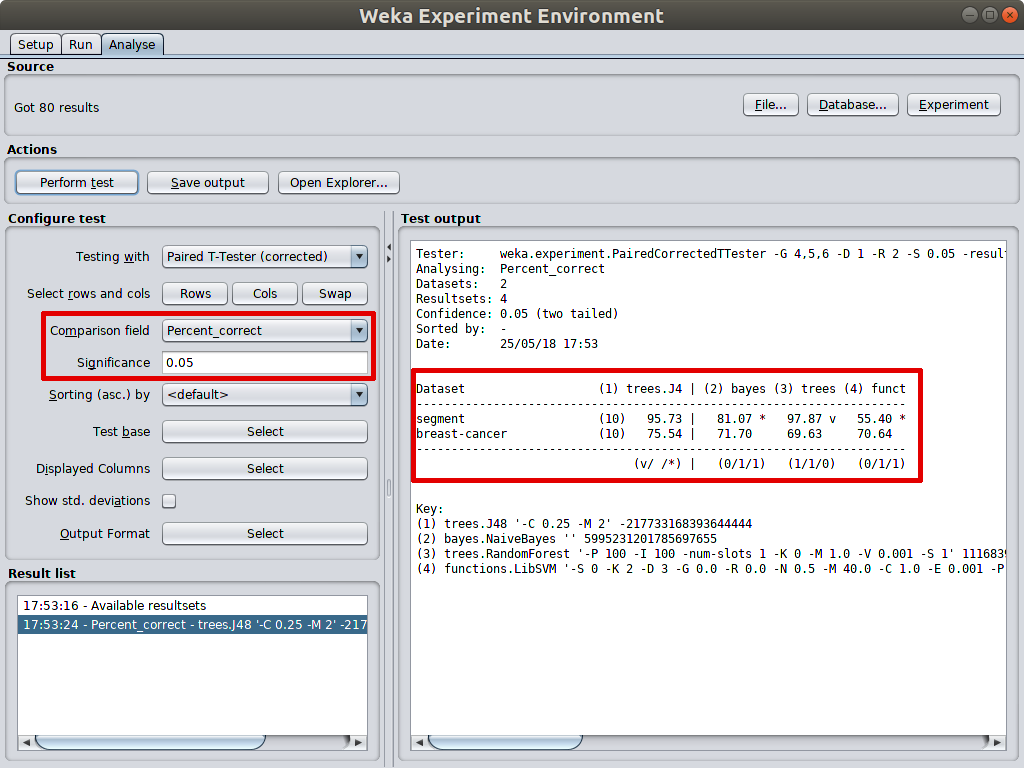 Weka Experiment Environment
Setup Run Analyse
Source
Got 80 results
File... Database... Experiment
Actions
Perform test Save output Open Explorer...
Configure test
Testing with Paired T-Tester (corrected)
Select rows and cols Rows Cols Swap
Comparison field Percent_correct
Significance 0.05
Sorting (asc.) by <default>
Test base Select
Displayed Columns Select
Show std. deviations
Output Format Select
Result list
17:53:16 - Available resultsets
17:53:24 - Percent_correct - trees.J48 '-C 0.25 -M 2' -217
Test output
Tester:     weka.experiment.PairedCorrectedTTester -G 4,5,6 -D 1 -R 2 -S 0.05 -result
Analysing:  Percent_correct
Datasets:   2
Resultsets: 4
Confidence: 0.05 (two tailed)
Sorted by:  -
Date:       25/05/18 17:53
Dataset                   (1) trees.J4 | (2) bayes (3) trees (4) funct
----------------------------------------------------------------------
segment                   (10)   95.73 |   81.07 *   97.87 v   55.40 *
breast-cancer             (10)   75.54 |   71.70     69.63     70.64
----------------------------------------------------------------------
(v/ /*) |   (0/1/1)   (1/1/0)   (0/1/1)
Key:
(1) trees.J48 '-C 0.25 -M 2' -217733168393644444
(2) bayes.NaiveBayes '' 5995231201785697655
(3) trees.RandomForest '-P 100 -I 100 -num-slots 1 -K 0 -M 1.0 -V 0.001 -S 1' 1116839
(4) functions.LibSVM '-S 0 -K 2 -D 3 -G 0.0 -R 0.0 -N 0.5 -M 40.0 -C 1.0 -E 0.001 -P